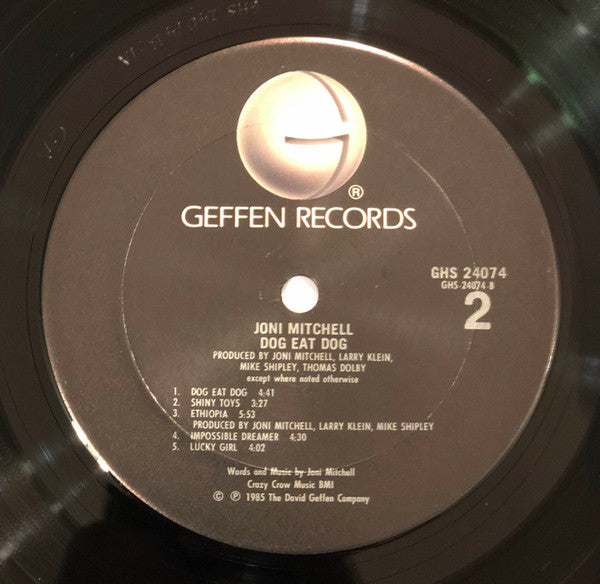 ®
GEFFEN RECORDS
GHS 24074
GHS-24074-B
2
JONI MITCHELL
DOG EAT DOG
PRODUCED BY JONI MITCHELL, LARRY KLEIN,
MIKE SHIPLEY, THOMAS DOLBY
except where noted otherwise
1. DOG EAT DOG 4:41
2. SHINY TOYS 3:27
3. ETHIOPIA 5:53
PRODUCED BY JONI MITCHELL, LARRY KLEIN, MIKE SHIPLEY
4. IMPOSSIBLE DREAMER 4:30
5. LUCKY GIRL 4:02
Words and Music by Joni Mitchell
Crazy Crow Music BMI
© ℗ 1985 The David Geffen Company